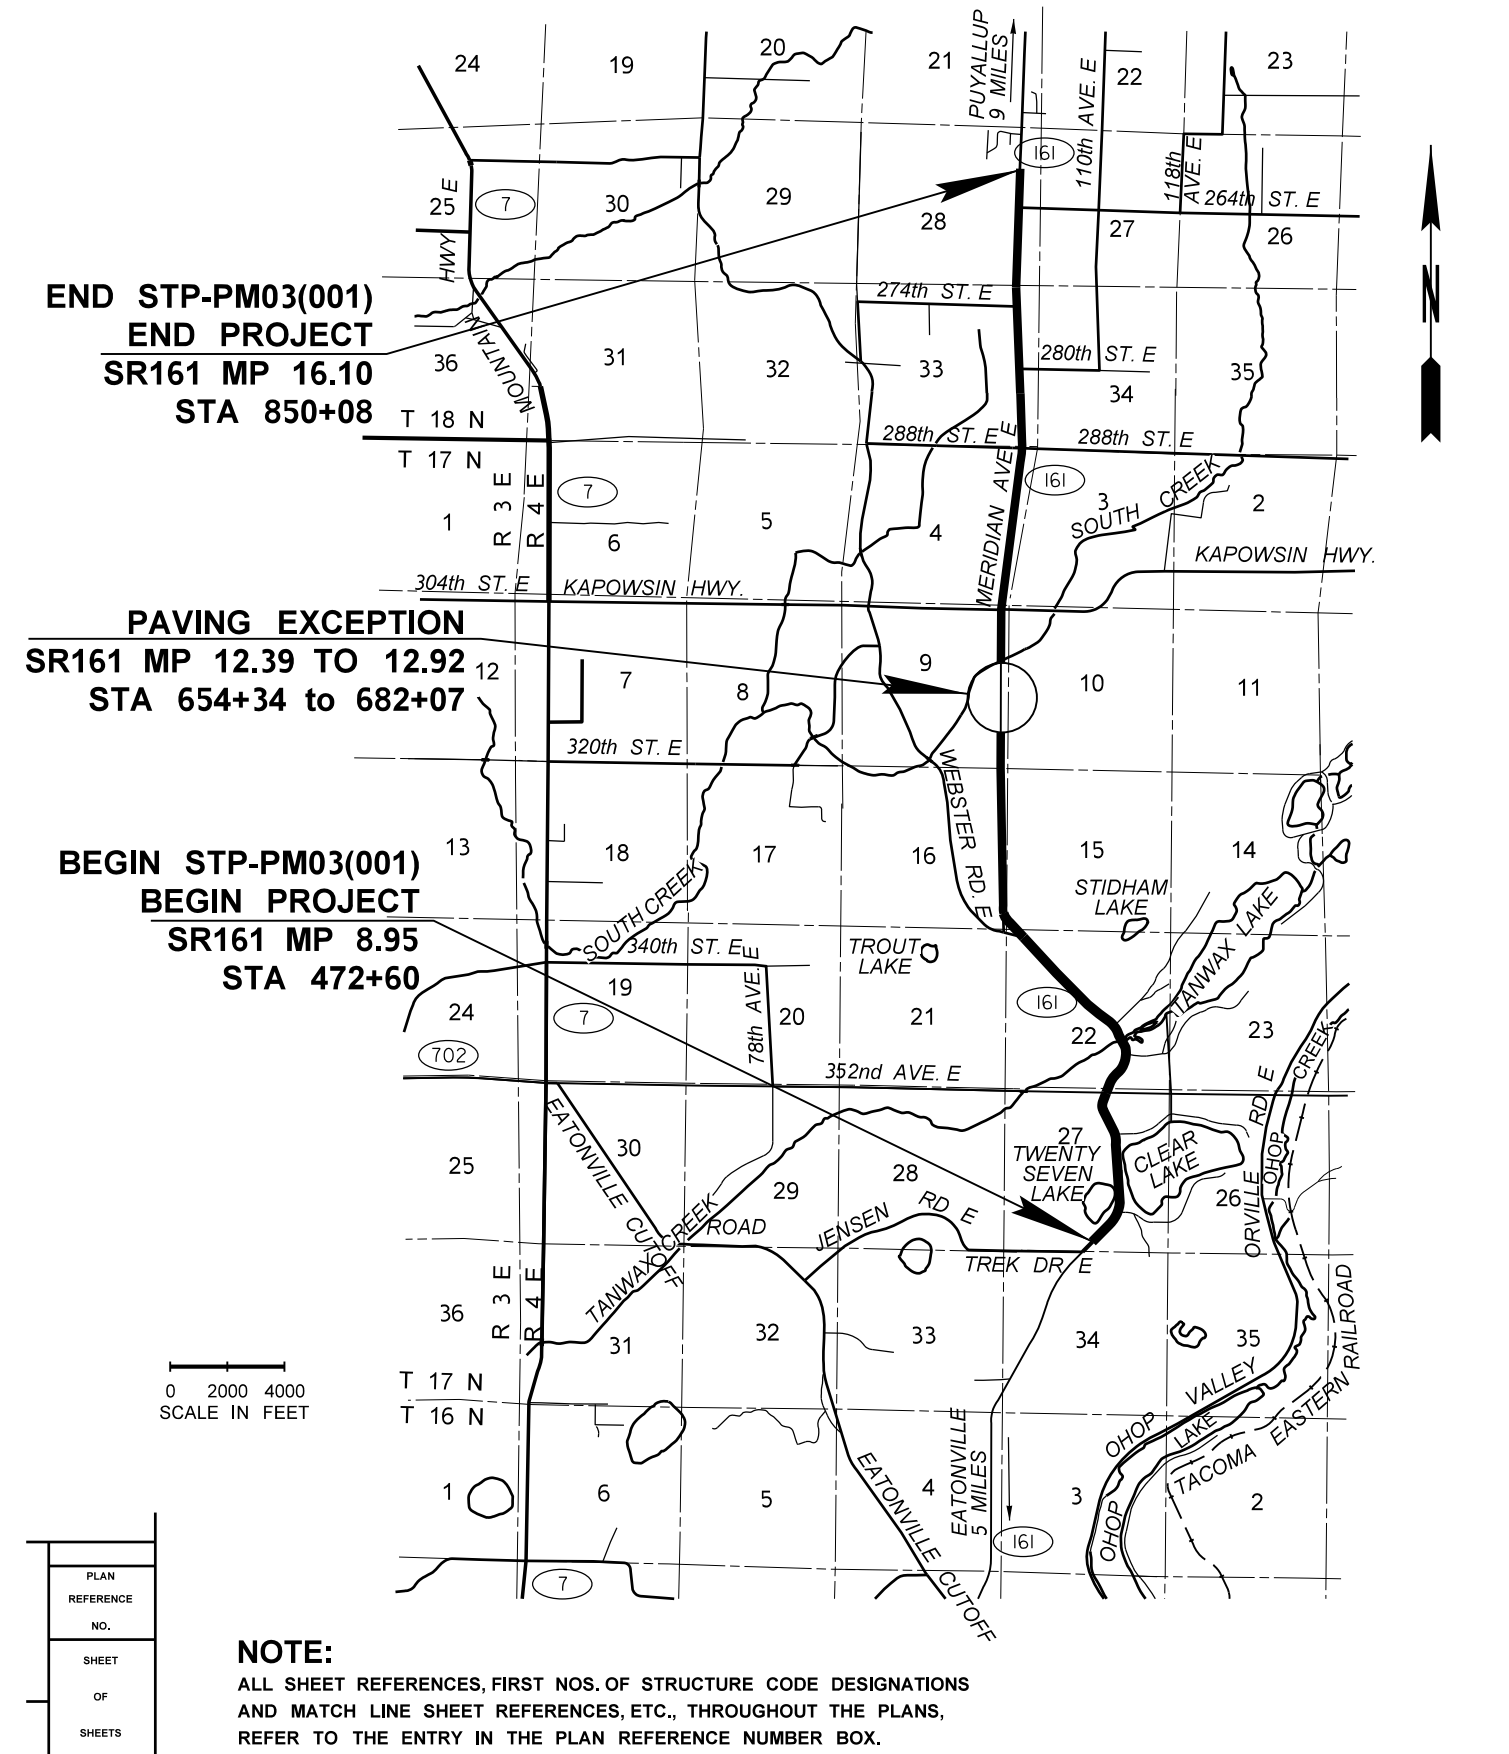 24
19
20
21
PUYALLUP
9 MILES
110th AVE. E
22
23
161
118th
AVE. E
264th ST. E
25
7
30
29
28
27
26
HWY E
MOUNTAIN
274th ST. E
END STP-PM03(001)
END PROJECT
SR161 MP 16.10
STA 850+08
36
31
32
33
280th ST. E
34
35
T 18 N
T 17 N
288th ST. E
288th ST. E
R 3 E
R 4 E
7
161
MERIDIAN AVE E
SOUTH CREEK
1
6
5
4
3
2
KAPOWSIN HWY.
304th ST. E
KAPOWSIN HWY.
PAVING EXCEPTION
SR161 MP 12.39 TO 12.92
STA 654+34 to 682+07
12
7
8
9
10
11
320th ST. E
WEBSTER RD. E
13
18
17
16
15
14
BEGIN STP-PM03(001)
BEGIN PROJECT
SR161 MP 8.95
STA 472+60
SOUTH CREEK
STIDHAM
LAKE
TANWAX LAKE
340th ST. E
TROUT
LAKE
78th AVE. E
24
19
20
21
22
23
7
161
702
352nd AVE. E
ORVILLE RD E
OHOP CREEK
EATONVILLE CUTOFF
ROAD
25
30
29
28
27
26
TWENTY
SEVEN
LAKE
CLEAR
LAKE
TANWAX CREEK
JENSEN RD E
TREK DR E
R 3 E
R 4 E
36
31
32
33
34
35
0 2000 4000
SCALE IN FEET
T 17 N
T 16 N
OHOP VALLEY
OHOP LAKE
TACOMA EASTERN RAILROAD
1
6
5
4
3
2
EATONVILLE
5 MILES
161
EATONVILLE CUTOFF
7
PLAN
REFERENCE
NO.
SHEET
OF
SHEETS
NOTE:
ALL SHEET REFERENCES, FIRST NOS. OF STRUCTURE CODE DESIGNATIONS
AND MATCH LINE SHEET REFERENCES, ETC., THROUGHOUT THE PLANS,
REFER TO THE ENTRY IN THE PLAN REFERENCE NUMBER BOX.